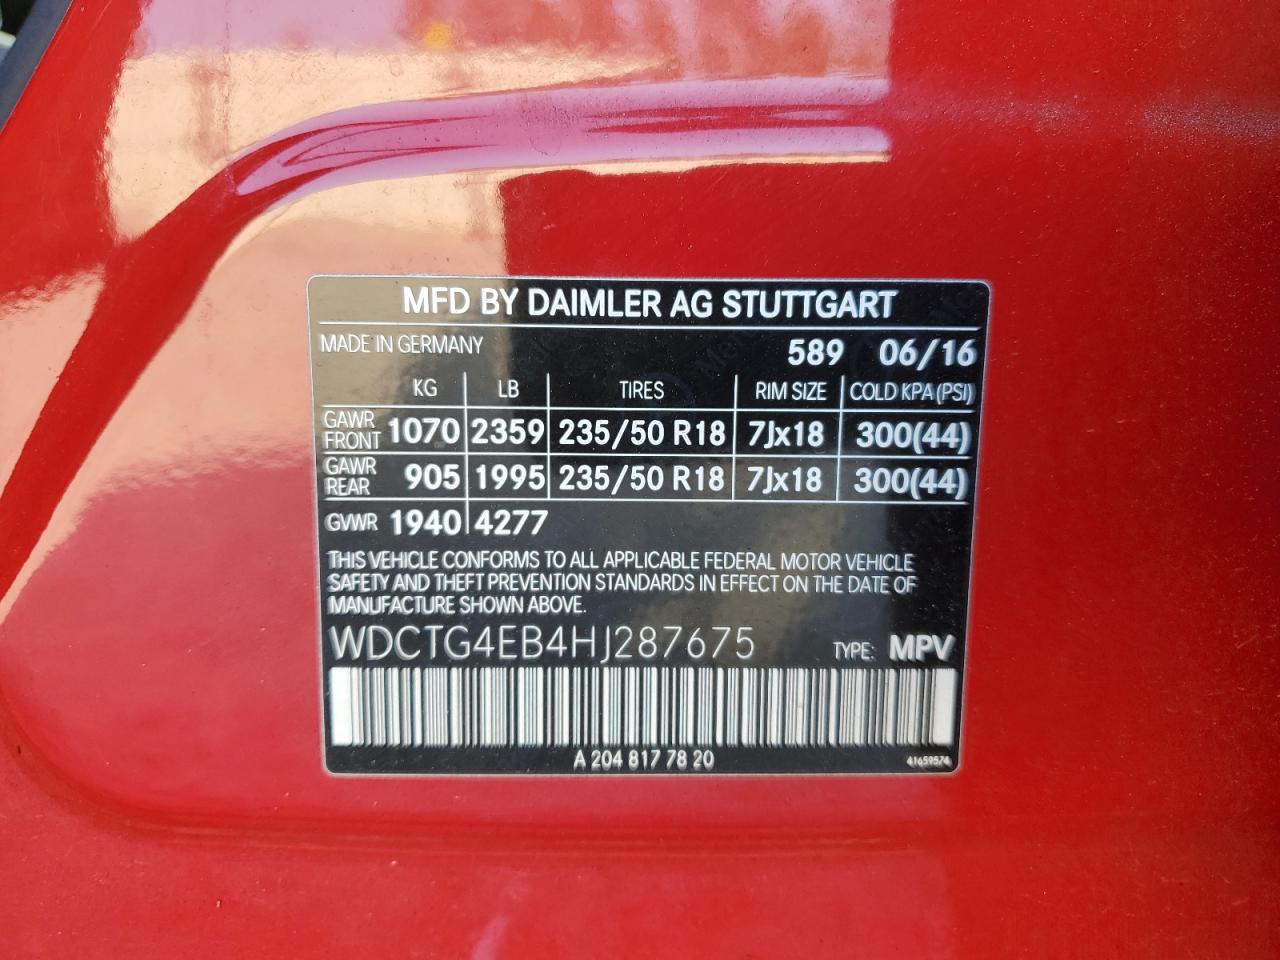 MFD BY DAIMLER AG STUTTGART
MADE IN GERMANY 589 06/16
KG LB TIRES RIM SIZE COLD KPA (PSI)
GAWR FRONT 1070 2359 235/50 R18 7Jx18 300(44)
GAWR REAR 905 1995 235/50 R18 7Jx18 300(44)
GVWR 1940 4277
THIS VEHICLE CONFORMS TO ALL APPLICABLE FEDERAL MOTOR VEHICLE
SAFETY AND THEFT PREVENTION STANDARDS IN EFFECT ON THE DATE OF
MANUFACTURE SHOWN ABOVE.
WDCTG4EB4HJ287675 TYPE: MPV
A 204 817 78 20 41659574